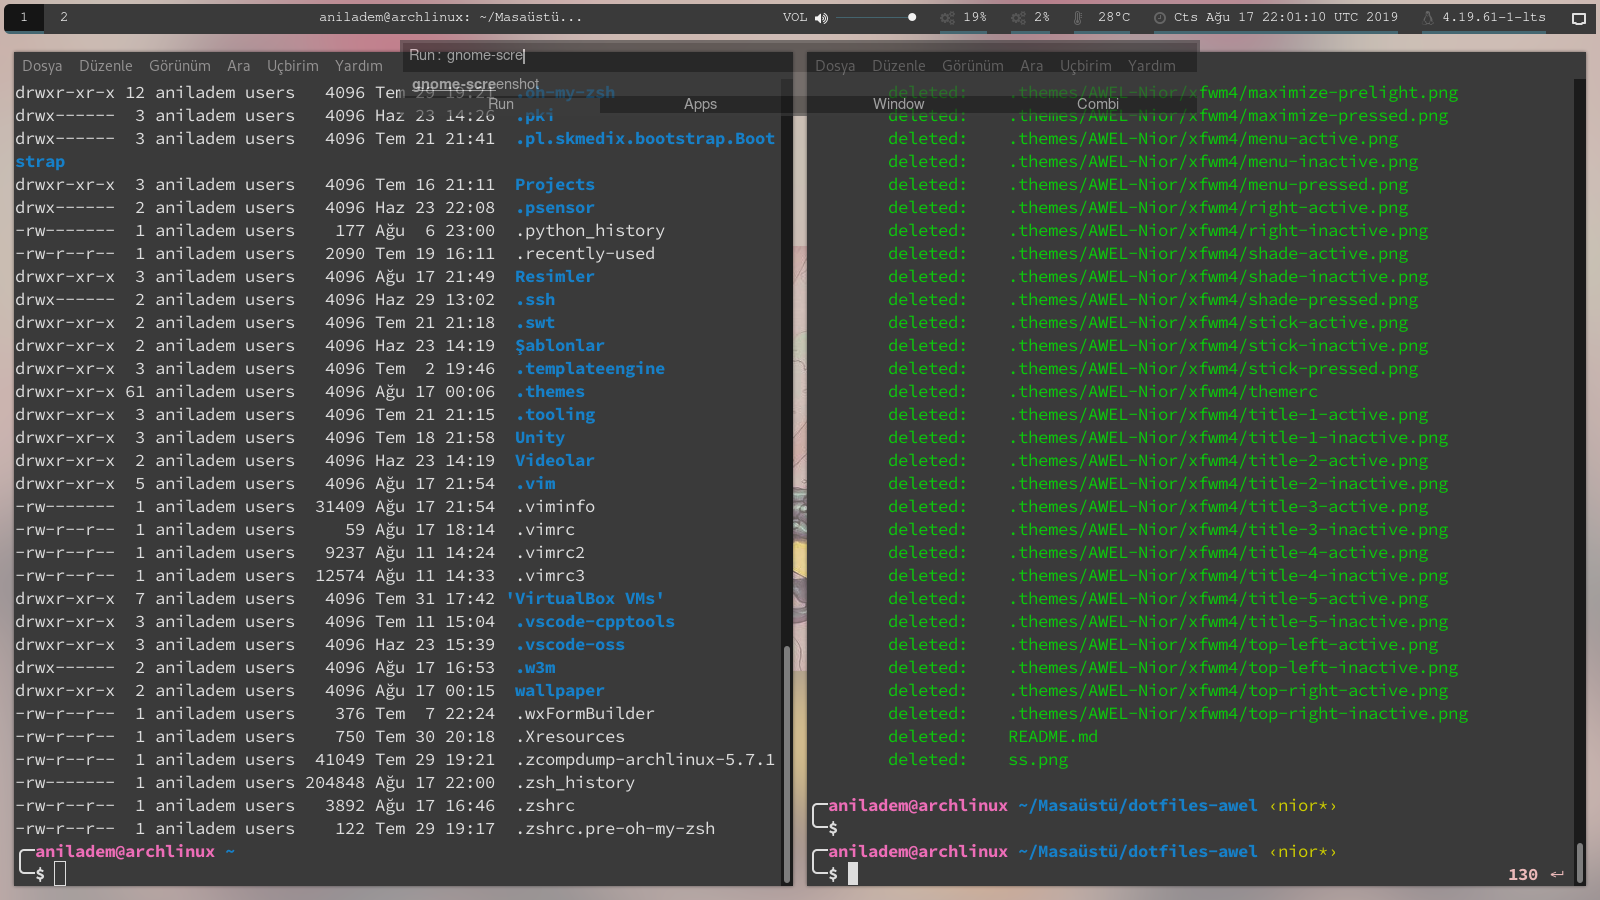 1 2 aniladem@archlinux: ~/Masaüstü... VOL 19% 2% 28°C Cts Ağu 17 22:01:10 UTC 2019 4.19.61-1-lts
Run: gnome-scre
gnome-screenshot
Run Apps Window Combi
Dosya Düzenle Görünüm Ara Uçbirim Yardım
drwxr-xr-x 12 aniladem users 4096 Tem 29 19:21 .oh-my-zsh
drwx------ 3 aniladem users 4096 Haz 23 14:26 .pki
drwx------ 3 aniladem users 4096 Tem 21 21:41 .pl.skmedix.bootstrap.Boot
strap
drwxr-xr-x 3 aniladem users 4096 Tem 16 21:11 Projects
drwx------ 2 aniladem users 4096 Haz 23 22:08 .psensor
-rw------- 1 aniladem users 177 Ağu 6 23:00 .python_history
-rw------- 1 aniladem users 2090 Tem 19 16:11 .recently-used
drwxr-xr-x 3 aniladem users 4096 Ağu 17 21:49 Resimler
drwx------ 2 aniladem users 4096 Haz 29 13:02 .ssh
drwxr-xr-x 2 aniladem users 4096 Tem 21 21:18 .swt
drwxr-xr-x 2 aniladem users 4096 Haz 23 14:19 Şablonlar
drwxr-xr-x 3 aniladem users 4096 Tem 2 19:46 .templateengine
drwxr-xr-x 61 aniladem users 4096 Ağu 17 00:06 .themes
drwxr-xr-x 3 aniladem users 4096 Tem 21 21:15 .tooling
drwxr-xr-x 3 aniladem users 4096 Tem 18 21:58 Unity
drwxr-xr-x 2 aniladem users 4096 Haz 23 14:19 Videolar
drwxr-xr-x 5 aniladem users 4096 Ağu 17 21:54 .vim
-rw------- 1 aniladem users 31409 Ağu 17 21:54 .viminfo
-rw-r--r-- 1 aniladem users 59 Ağu 17 18:14 .vimrc
-rw-r--r-- 1 aniladem users 9237 Ağu 11 14:24 .vimrc2
-rw-r--r-- 1 aniladem users 12574 Ağu 11 14:33 .vimrc3
drwxr-xr-x 7 aniladem users 4096 Tem 31 17:42 'VirtualBox VMs'
drwxr-xr-x 3 aniladem users 4096 Tem 11 15:04 .vscode-cpptools
drwxr-xr-x 3 aniladem users 4096 Haz 23 15:39 .vscode-oss
drwx------ 2 aniladem users 4096 Ağu 17 16:53 .w3m
drwxr-xr-x 2 aniladem users 4096 Ağu 17 00:15 wallpaper
-rw-r--r-- 1 aniladem users 376 Tem 7 22:24 .wxFormBuilder
-rw-r--r-- 1 aniladem users 750 Tem 30 20:18 .Xresources
-rw-r--r-- 1 aniladem users 41049 Tem 29 19:21 .zcompdump-archlinux-5.7.1
-rw------- 1 aniladem users 204848 Ağu 17 22:00 .zsh_history
-rw-r--r-- 1 aniladem users 3892 Ağu 17 16:46 .zshrc
-rw-r--r-- 1 aniladem users 122 Tem 29 19:17 .zshrc.pre-oh-my-zsh
aniladem@archlinux ~
$
Dosya Düzenle Görünüm Ara Uçbirim Yardım
deleted: .themes/AWEL-Nior/xfwm4/maximize-prelight.png
deleted: .themes/AWEL-Nior/xfwm4/maximize-pressed.png
deleted: .themes/AWEL-Nior/xfwm4/menu-active.png
deleted: .themes/AWEL-Nior/xfwm4/menu-inactive.png
deleted: .themes/AWEL-Nior/xfwm4/menu-pressed.png
deleted: .themes/AWEL-Nior/xfwm4/right-active.png
deleted: .themes/AWEL-Nior/xfwm4/right-inactive.png
deleted: .themes/AWEL-Nior/xfwm4/shade-active.png
deleted: .themes/AWEL-Nior/xfwm4/shade-inactive.png
deleted: .themes/AWEL-Nior/xfwm4/shade-pressed.png
deleted: .themes/AWEL-Nior/xfwm4/stick-active.png
deleted: .themes/AWEL-Nior/xfwm4/stick-inactive.png
deleted: .themes/AWEL-Nior/xfwm4/stick-pressed.png
deleted: .themes/AWEL-Nior/xfwm4/themerc
deleted: .themes/AWEL-Nior/xfwm4/title-1-active.png
deleted: .themes/AWEL-Nior/xfwm4/title-1-inactive.png
deleted: .themes/AWEL-Nior/xfwm4/title-2-active.png
deleted: .themes/AWEL-Nior/xfwm4/title-2-inactive.png
deleted: .themes/AWEL-Nior/xfwm4/title-3-active.png
deleted: .themes/AWEL-Nior/xfwm4/title-3-inactive.png
deleted: .themes/AWEL-Nior/xfwm4/title-4-active.png
deleted: .themes/AWEL-Nior/xfwm4/title-4-inactive.png
deleted: .themes/AWEL-Nior/xfwm4/title-5-active.png
deleted: .themes/AWEL-Nior/xfwm4/title-5-inactive.png
deleted: .themes/AWEL-Nior/xfwm4/top-left-active.png
deleted: .themes/AWEL-Nior/xfwm4/top-left-inactive.png
deleted: .themes/AWEL-Nior/xfwm4/top-right-active.png
deleted: .themes/AWEL-Nior/xfwm4/top-right-inactive.png
deleted: README.md
deleted: ss.png
aniladem@archlinux ~/Masaüstü/dotfiles-awel ‹nior*›
$
aniladem@archlinux ~/Masaüstü/dotfiles-awel ‹nior*›
$ 130 ↵